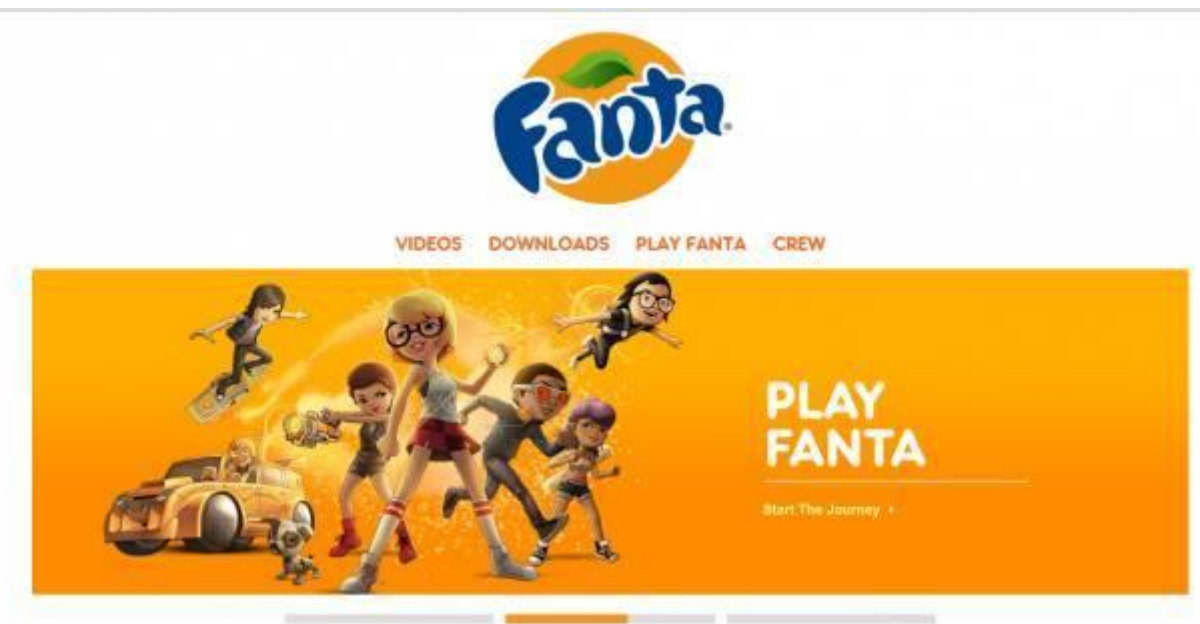 Fanta
VIDEOS DOWNLOADS PLAY FANTA CREW
PLAY
FANTA
Start The Journey